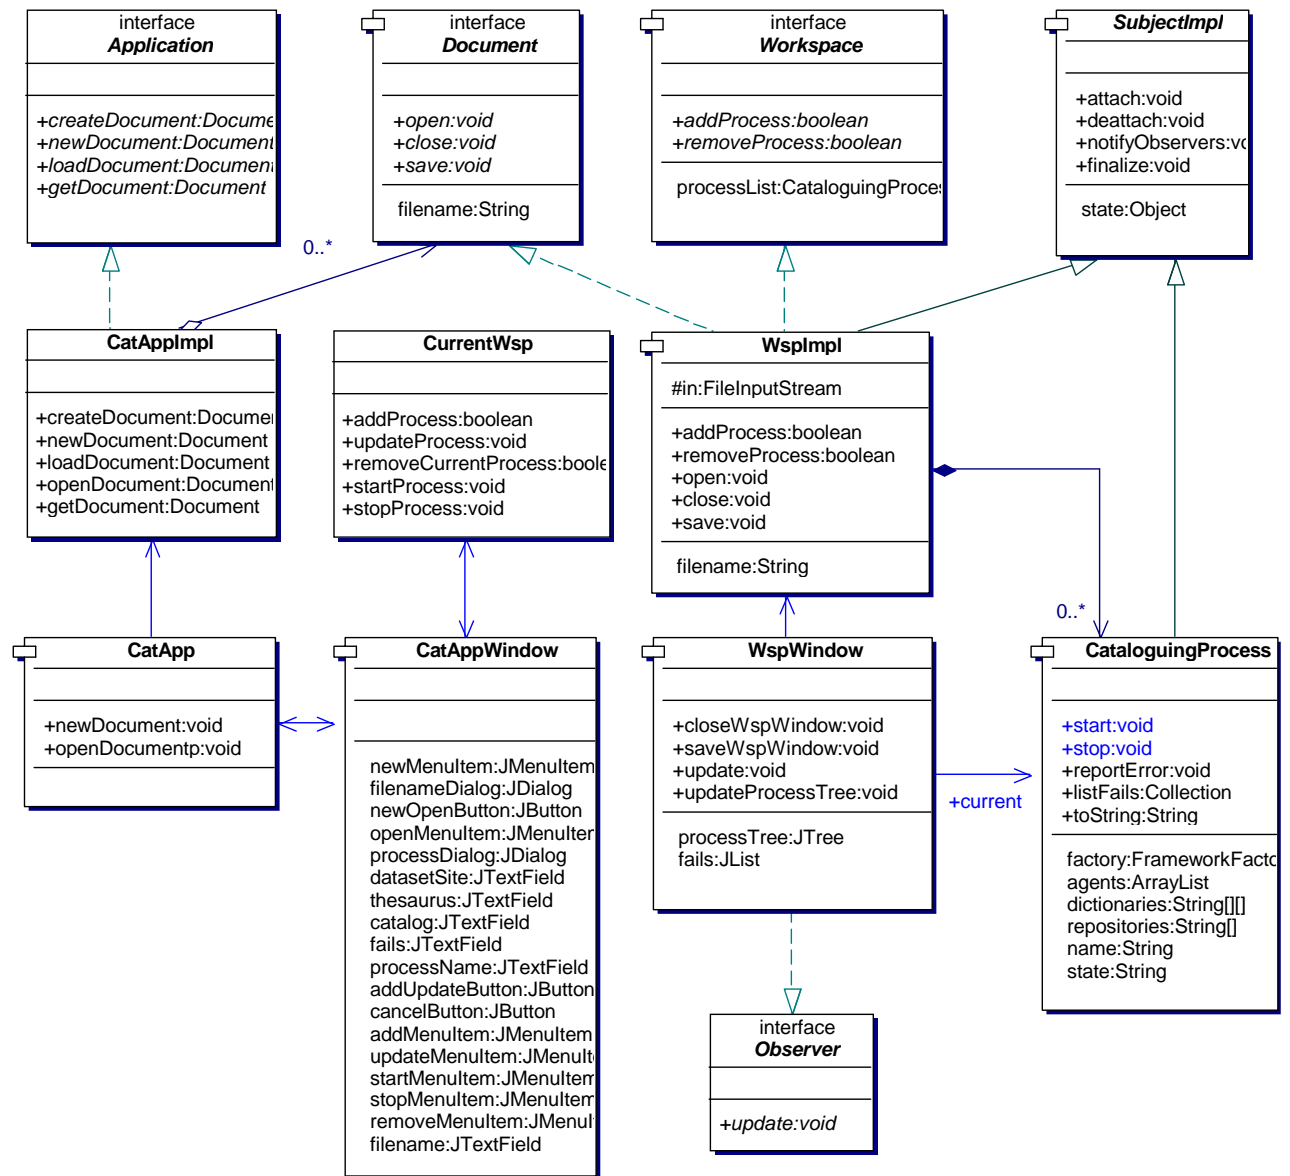 interface
Application
+createDocument:Docume
+newDocument:Document
+loadDocument:Document
+getDocument:Document
interface
Document
+open:void
+close:void
+save:void
filename:String
interface
Workspace
+addProcess:boolean
+removeProcess:boolean
processList:CataloguingProces
SubjectImpl
+attach:void
+deattach:void
+notifyObservers:vo
+finalize:void
state:Object
0..*
CatAppImpl
+createDocument:Documen
+newDocument:Document
+loadDocument:Document
+openDocument:Document
+getDocument:Document
CurrentWsp
+addProcess:boolean
+updateProcess:void
+removeCurrentProcess:boole
+startProcess:void
+stopProcess:void
WspImpl
#in:FileInputStream
+addProcess:boolean
+removeProcess:boolean
+open:void
+close:void
+save:void
filename:String
0..*
CatApp
+newDocument:void
+openDocumentp:void
CatAppWindow
newMenuItem:JMenuItem
filenameDialog:JDialog
newOpenButton:JButton
openMenuItem:JMenuItem
processDialog:JDialog
datasetSite:JTextField
thesaurus:JTextField
catalog:JTextField
fails:JTextField
processName:JTextField
addUpdateButton:JButton
cancelButton:JButton
addMenuItem:JMenuItem
updateMenuItem:JMenuIte
startMenuItem:JMenuItem
stopMenuItem:JMenuItem
removeMenuItem:JMenuI
filename:JTextField
WspWindow
+closeWspWindow:void
+saveWspWindow:void
+update:void
+updateProcessTree:void
processTree:JTree
fails:JList
+current
CataloguingProcess
+start:void
+stop:void
+reportError:void
+listFails:Collection
+toString:String
factory:FrameworkFacto
agents:ArrayList
dictionaries:String[][]
repositories:String[]
name:String
state:String
interface
Observer
+update:void